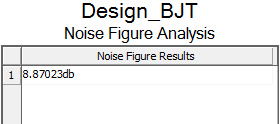 Design_BJT
Noise Figure Analysis
Noise Figure Results
1 8.87023db